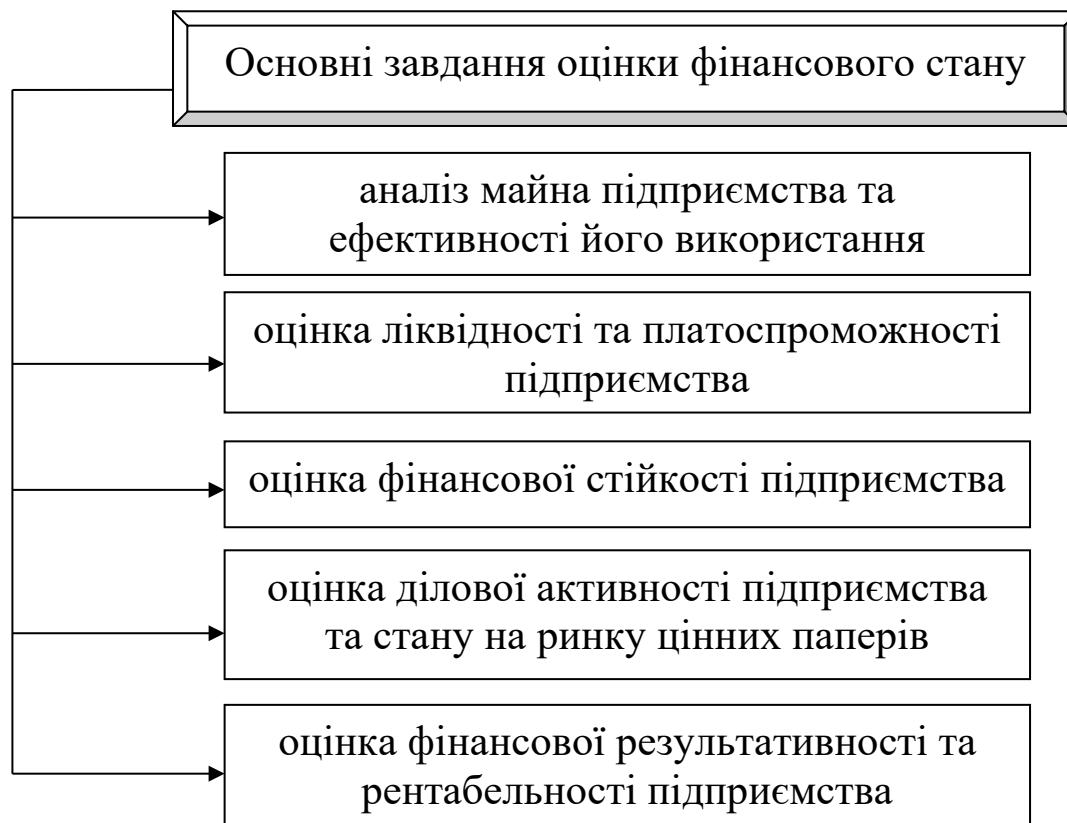 Основні завдання оцінки фінансового стану
аналіз майна підприємства та
ефективності його використання
оцінка ліквідності та платоспроможності
підприємства
оцінка фінансової стійкості підприємства
оцінка ділової активності підприємства
та стану на ринку цінних паперів
оцінка фінансової результативності та
рентабельності підприємства